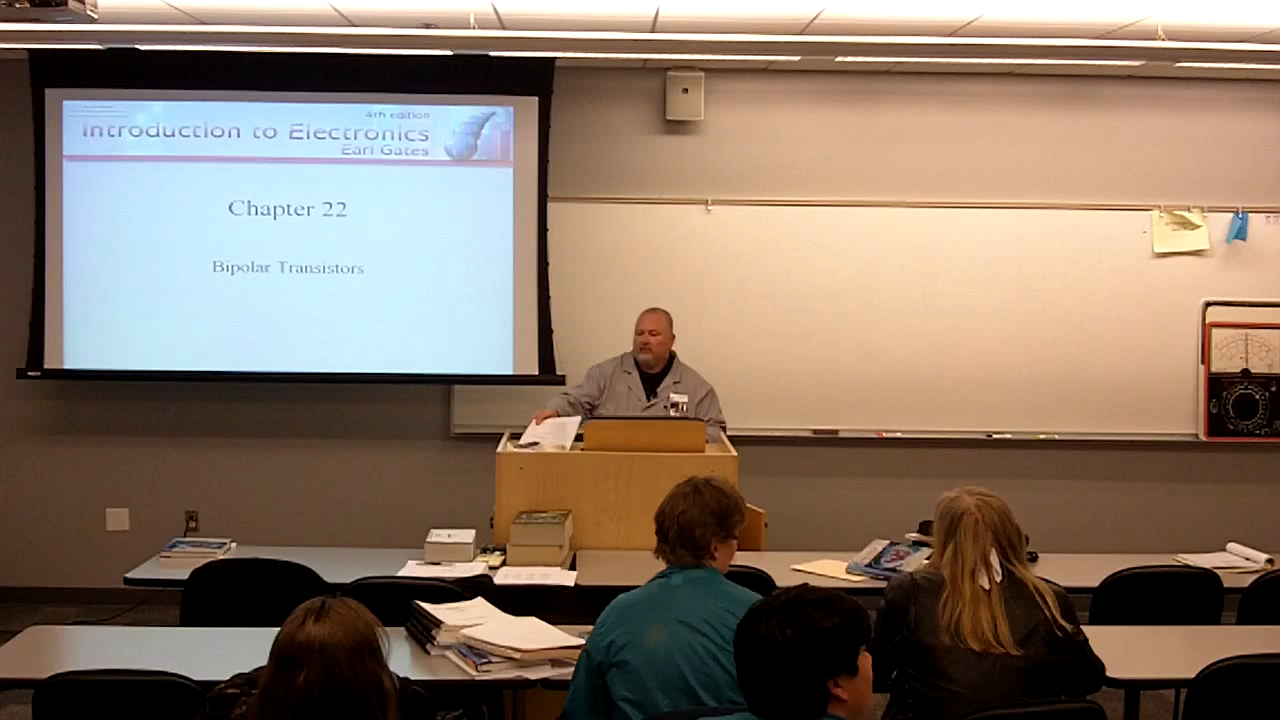 4th edition
Introduction to Electronics
Earl Gates
Chapter 22
Bipolar Transistors